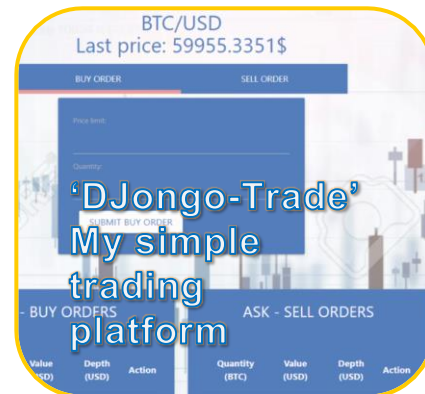 BTC/USD
Last price: 59955.3351$
BUY ORDER SELL ORDER
Price limit:
Quantity:
'DJongo-Trade'
SUBMIT BUY ORDER
My simple
trading
platform
- BUY ORDERS ASK - SELL ORDERS
Value (USD) Depth (USD) Action Quantity (BTC) Value (USD) Depth (USD) Action